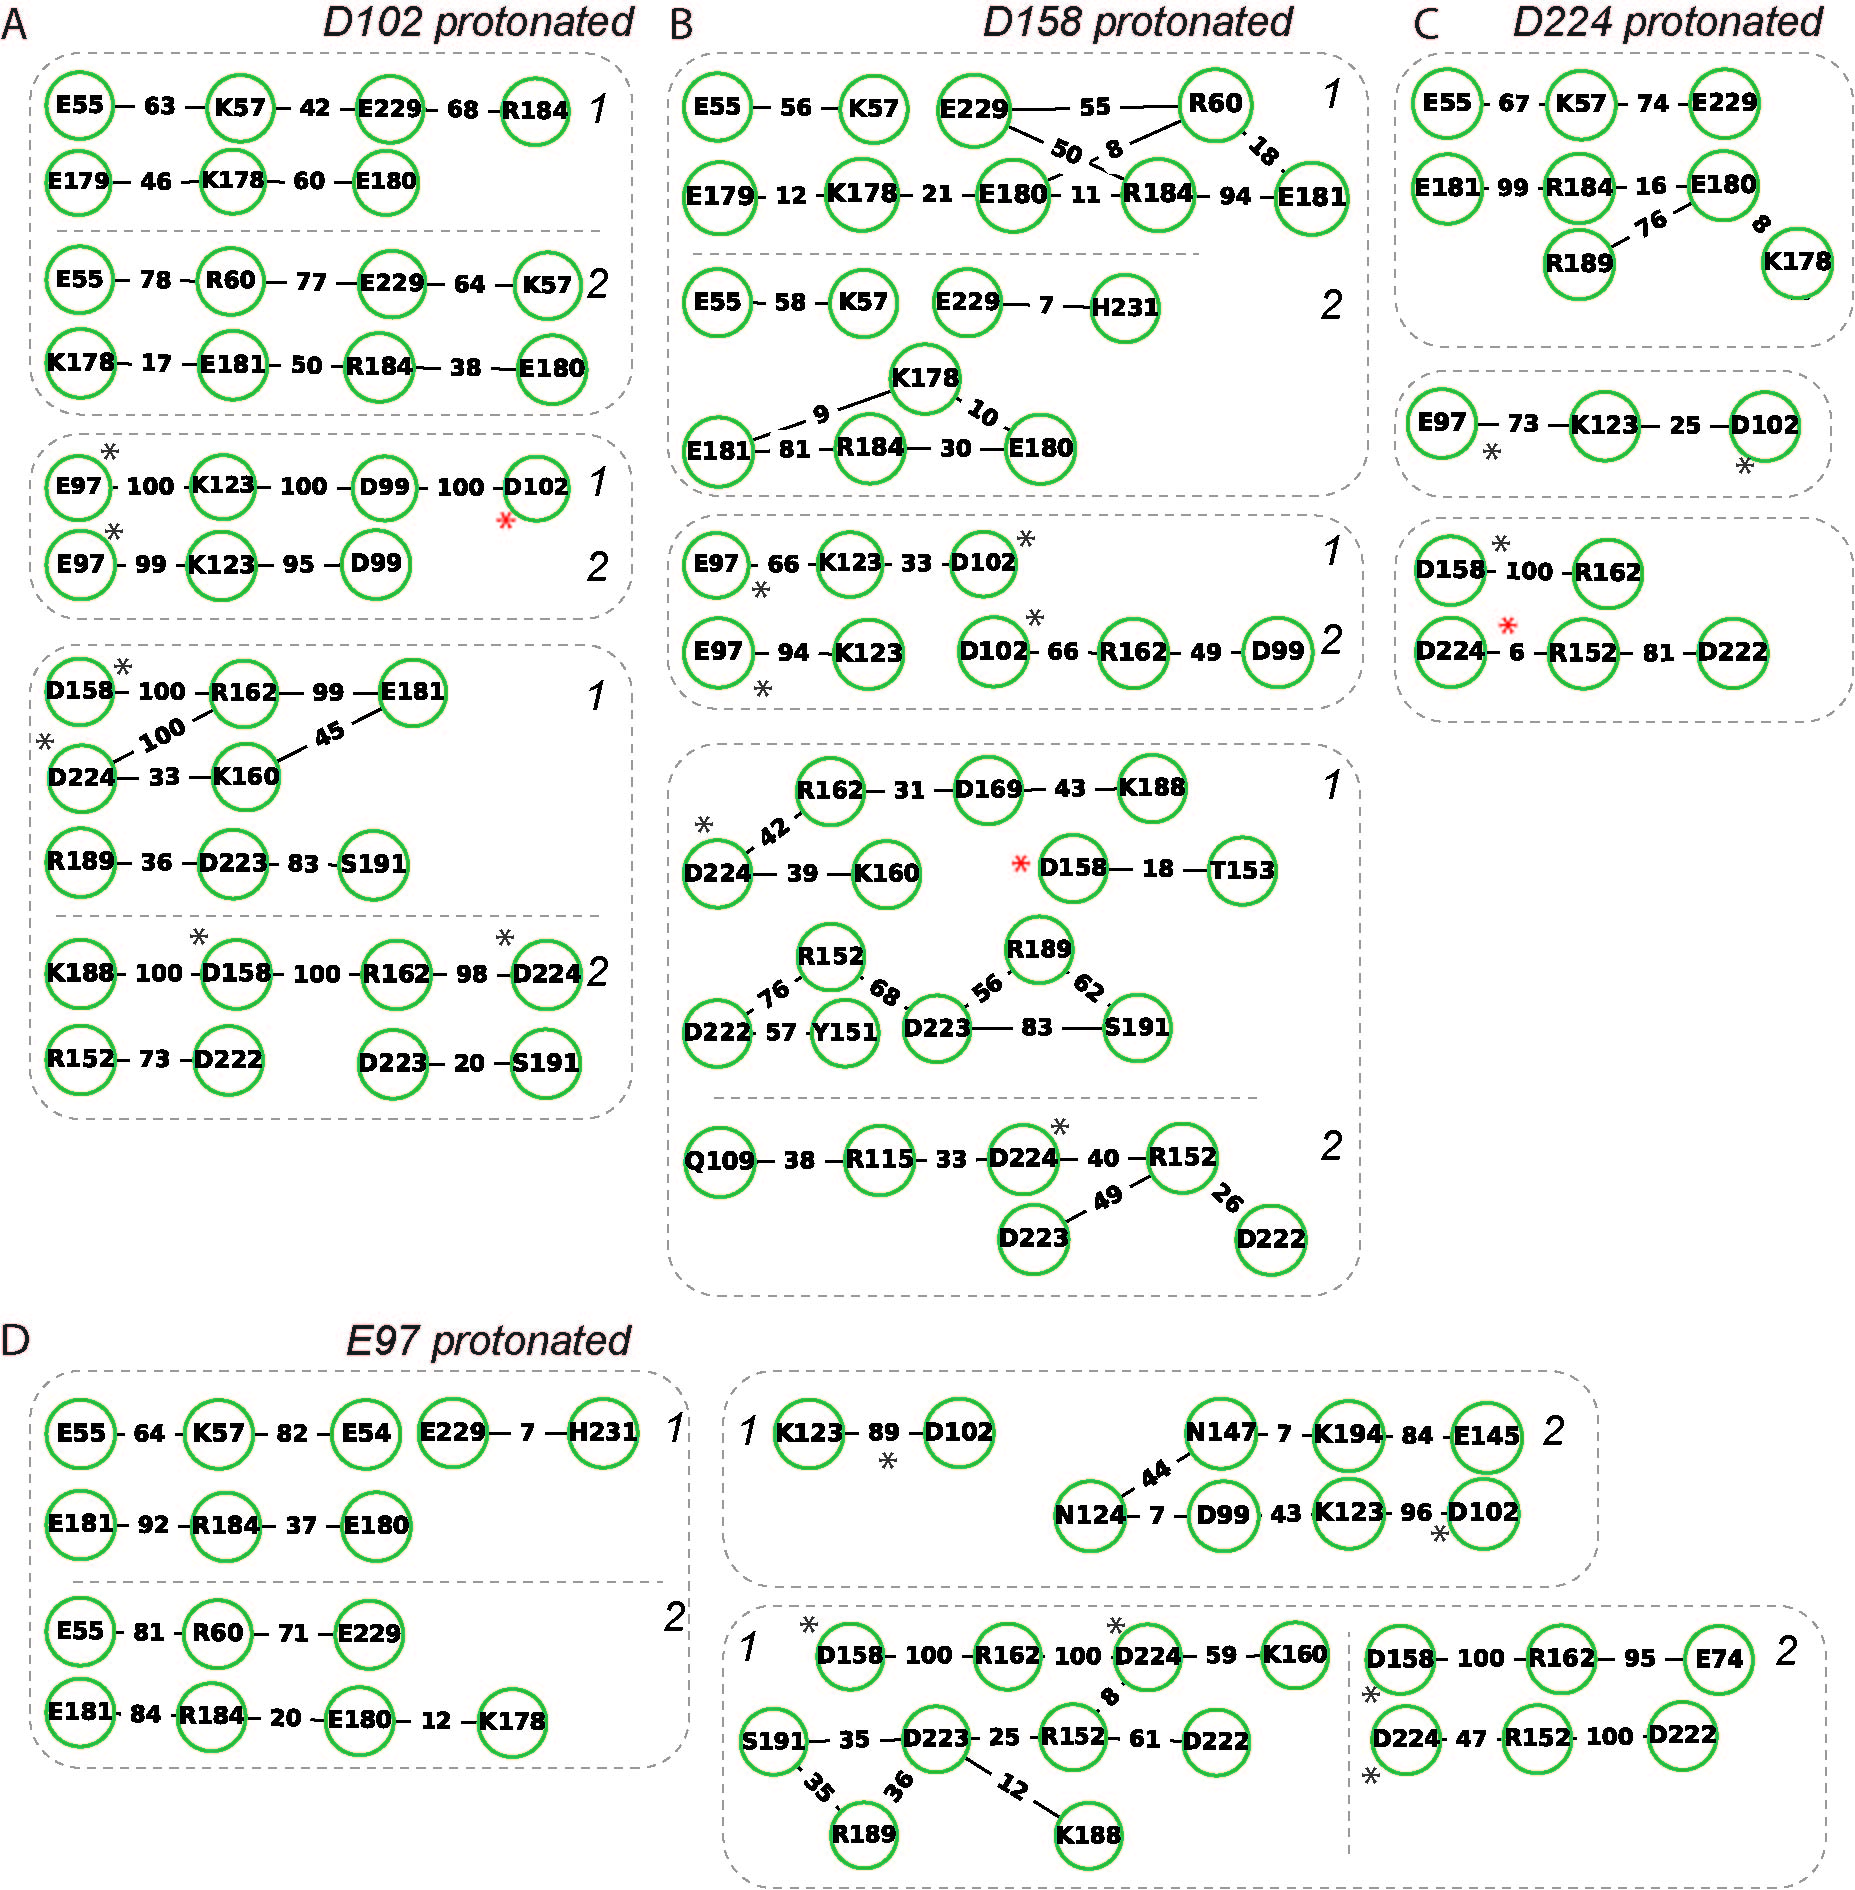 A D102 protonated
E55 63 K57 42 E229 68 R184 1
E179 46 K178 60 E180
E55 78 R60 77 E229 64 K57 2
K178 17 E181 50 R184 38 E180
*
E97 100 K123 100 D99 100 D102 1
*
*
E97 99 K123 95 D99 2
*
D158 100 R162 99 E181 1
100 45
*
D224 33 K160
R189 36 D223 83 S191
* *
K188 100 D158 100 R162 98 D224 2
R152 73 D222 D223 20 S191
B D158 protonated
E55 56 K57 E229 55 R60 1
50 8 18
E179 12 K178 21 E180 11 R184 94 E181
E55 58 K57 E229 7 H231 2
K178
9 10
E181 81 R184 30 E180
*
E97 66 K123 33 D102 1
*
*
E97 94 K123 D102 66 R162 49 D99 2
*
R162 31 D169 43 K188 1
* 42
D224 39 K160 * D158 18 T153
R152 R189
76 68 56 62
D222 57 Y151 D223 83 S191
*
Q109 38 R115 33 D224 40 R152 2
49 26
D223 D222
C D224 protonated
E55 67 K57 74 E229
E181 99 R184 16 E180
76 8
R189 K178
E97 73 K123 25 D102
* *
*
D158 100 R162
*
D224 6 R152 81 D222
D E97 protonated
E55 64 K57 82 E54 E229 7 H231 1
E181 92 R184 37 E180
E55 81 R60 71 E229 2
E181 84 R184 20 E180 12 K178
1 K123 89 D102 N147 7 K194 84 E145 2
*
44
N124 7 D99 43 K123 96 D102
*
* *
1 D158 100 R162 100 D224 59 K160
8
S191 35 D223 25 R152 61 D222
35 36 12
R189 K188
D158 100 R162 95 E74 2
*
D224 47 R152 100 D222
*